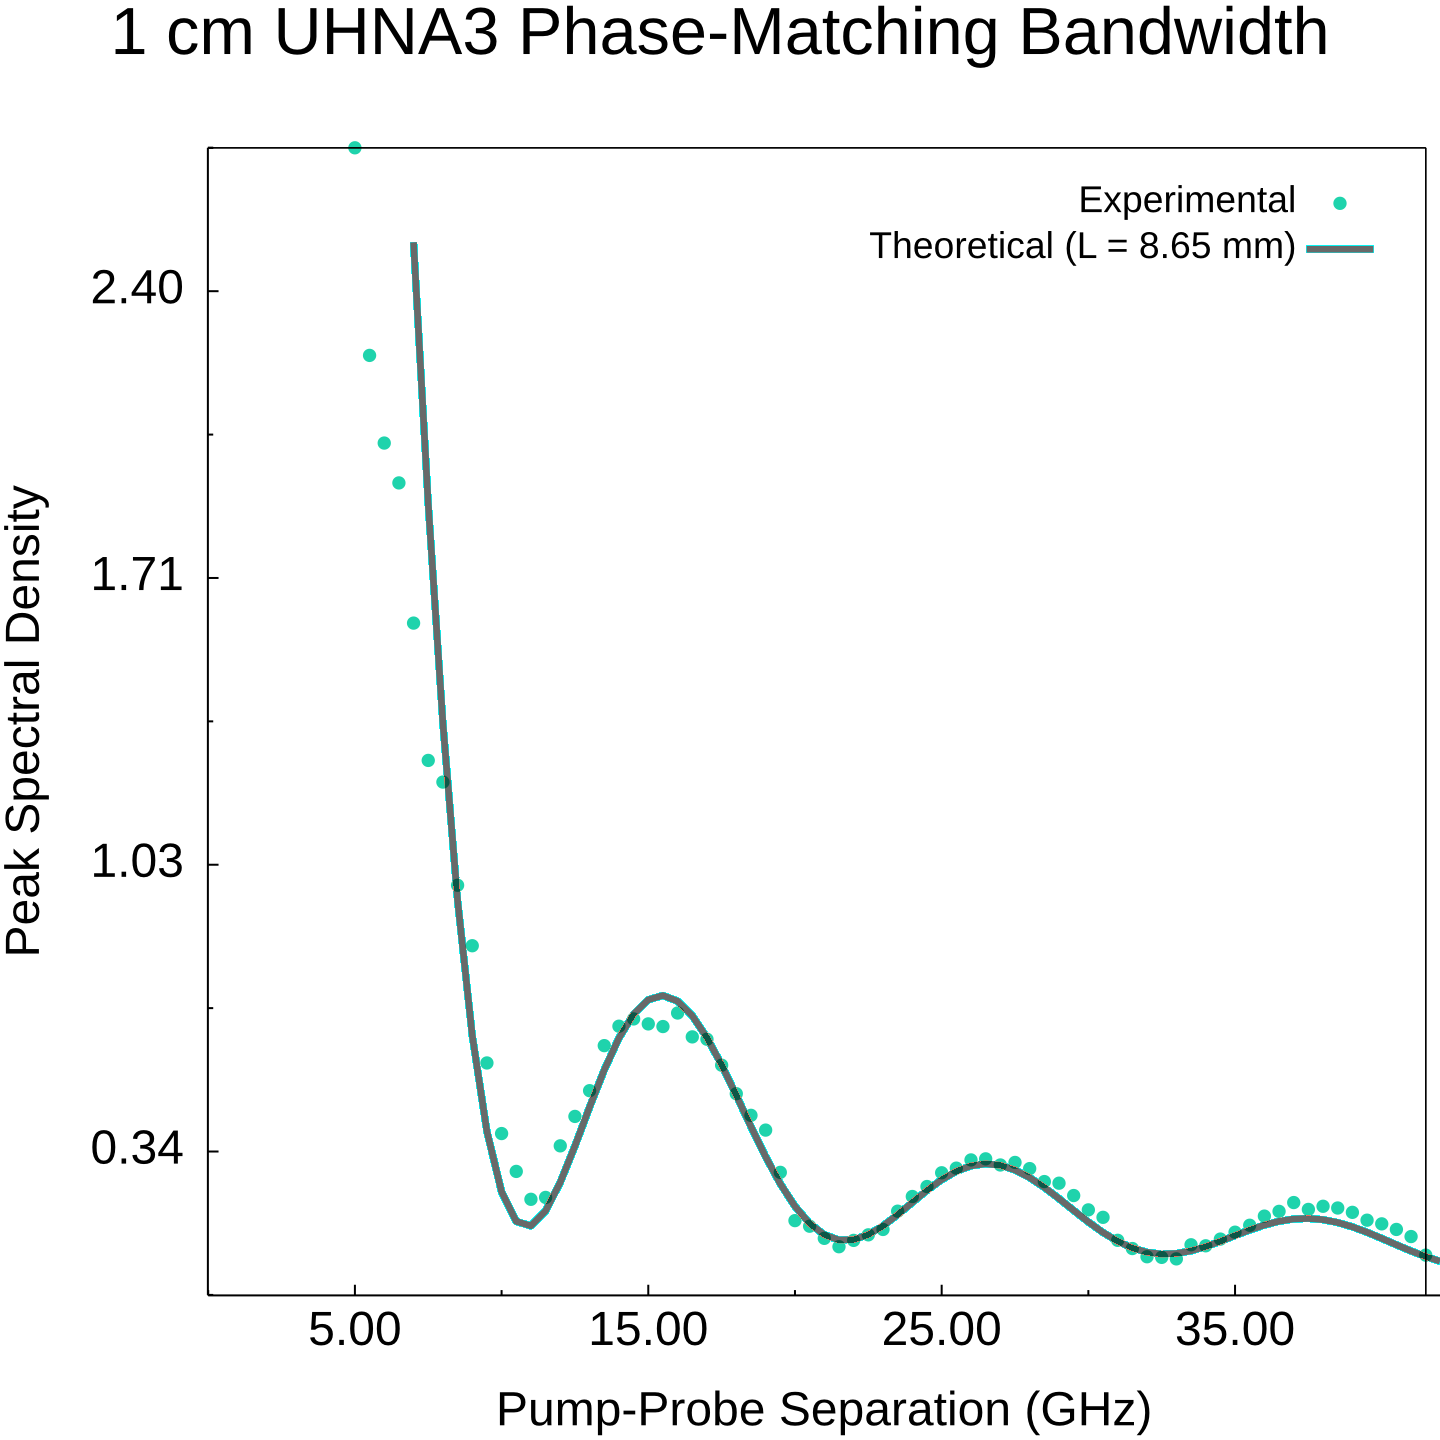 1 cm UHNA3 Phase-Matching Bandwidth
Experimental
Theoretical (L = 8.65 mm)
2.40
1.71
1.03
0.34
Peak Spectral Density
5.00 15.00 25.00 35.00
Pump-Probe Separation (GHz)